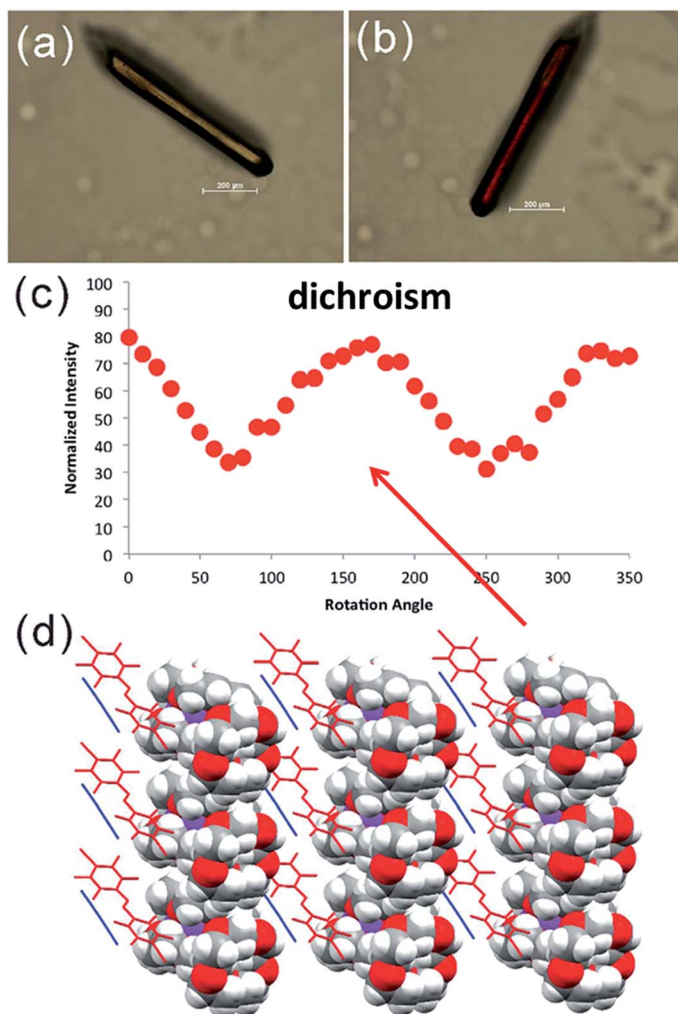 (a)
(b)
200 µm
200 µm
(c)
dichroism
Normalized Intensity
100
90
80
70
60
50
40
30
20
10
0
0 50 100 150 200 250 300 350
Rotation Angle
(d)